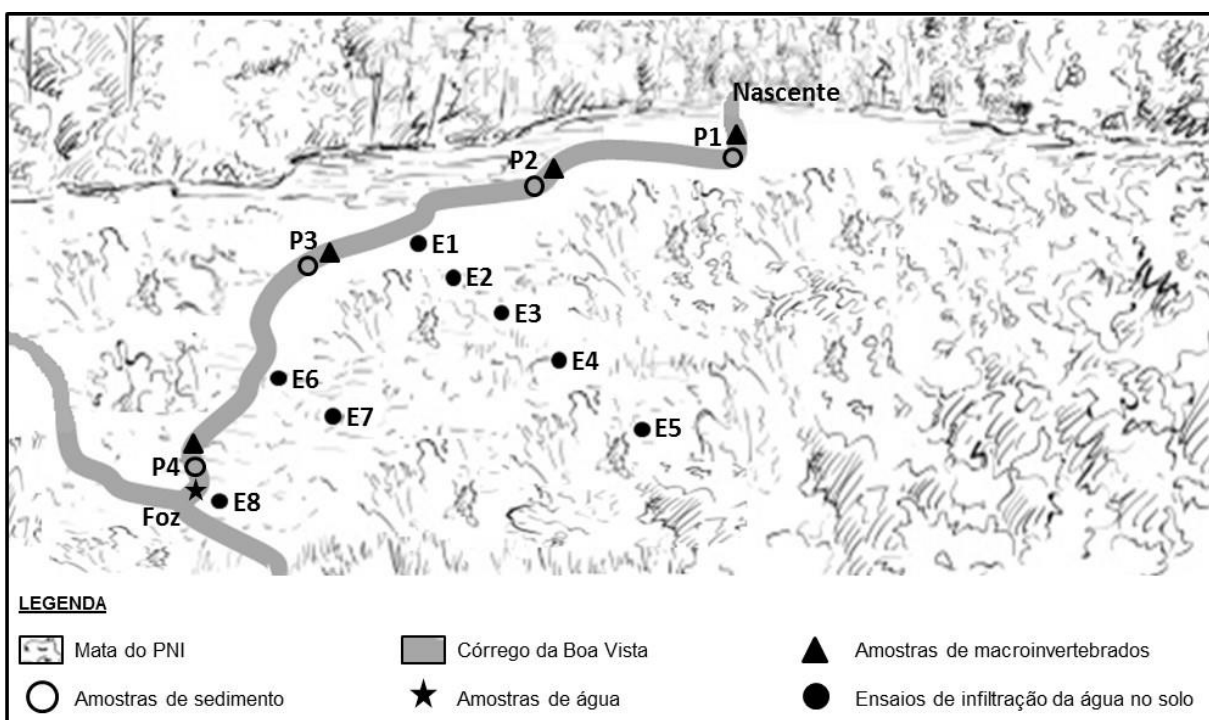 Nascente
P1
P2
P3
E1
E2
E3
E4
E6
E7
E5
P4
E8
Foz
LEGENDA
Mata do PNI
Córrego da Boa Vista
Amostras de macroinvertebrados
Amostras de sedimento
Amostras de água
Ensaios de infiltração da água no solo